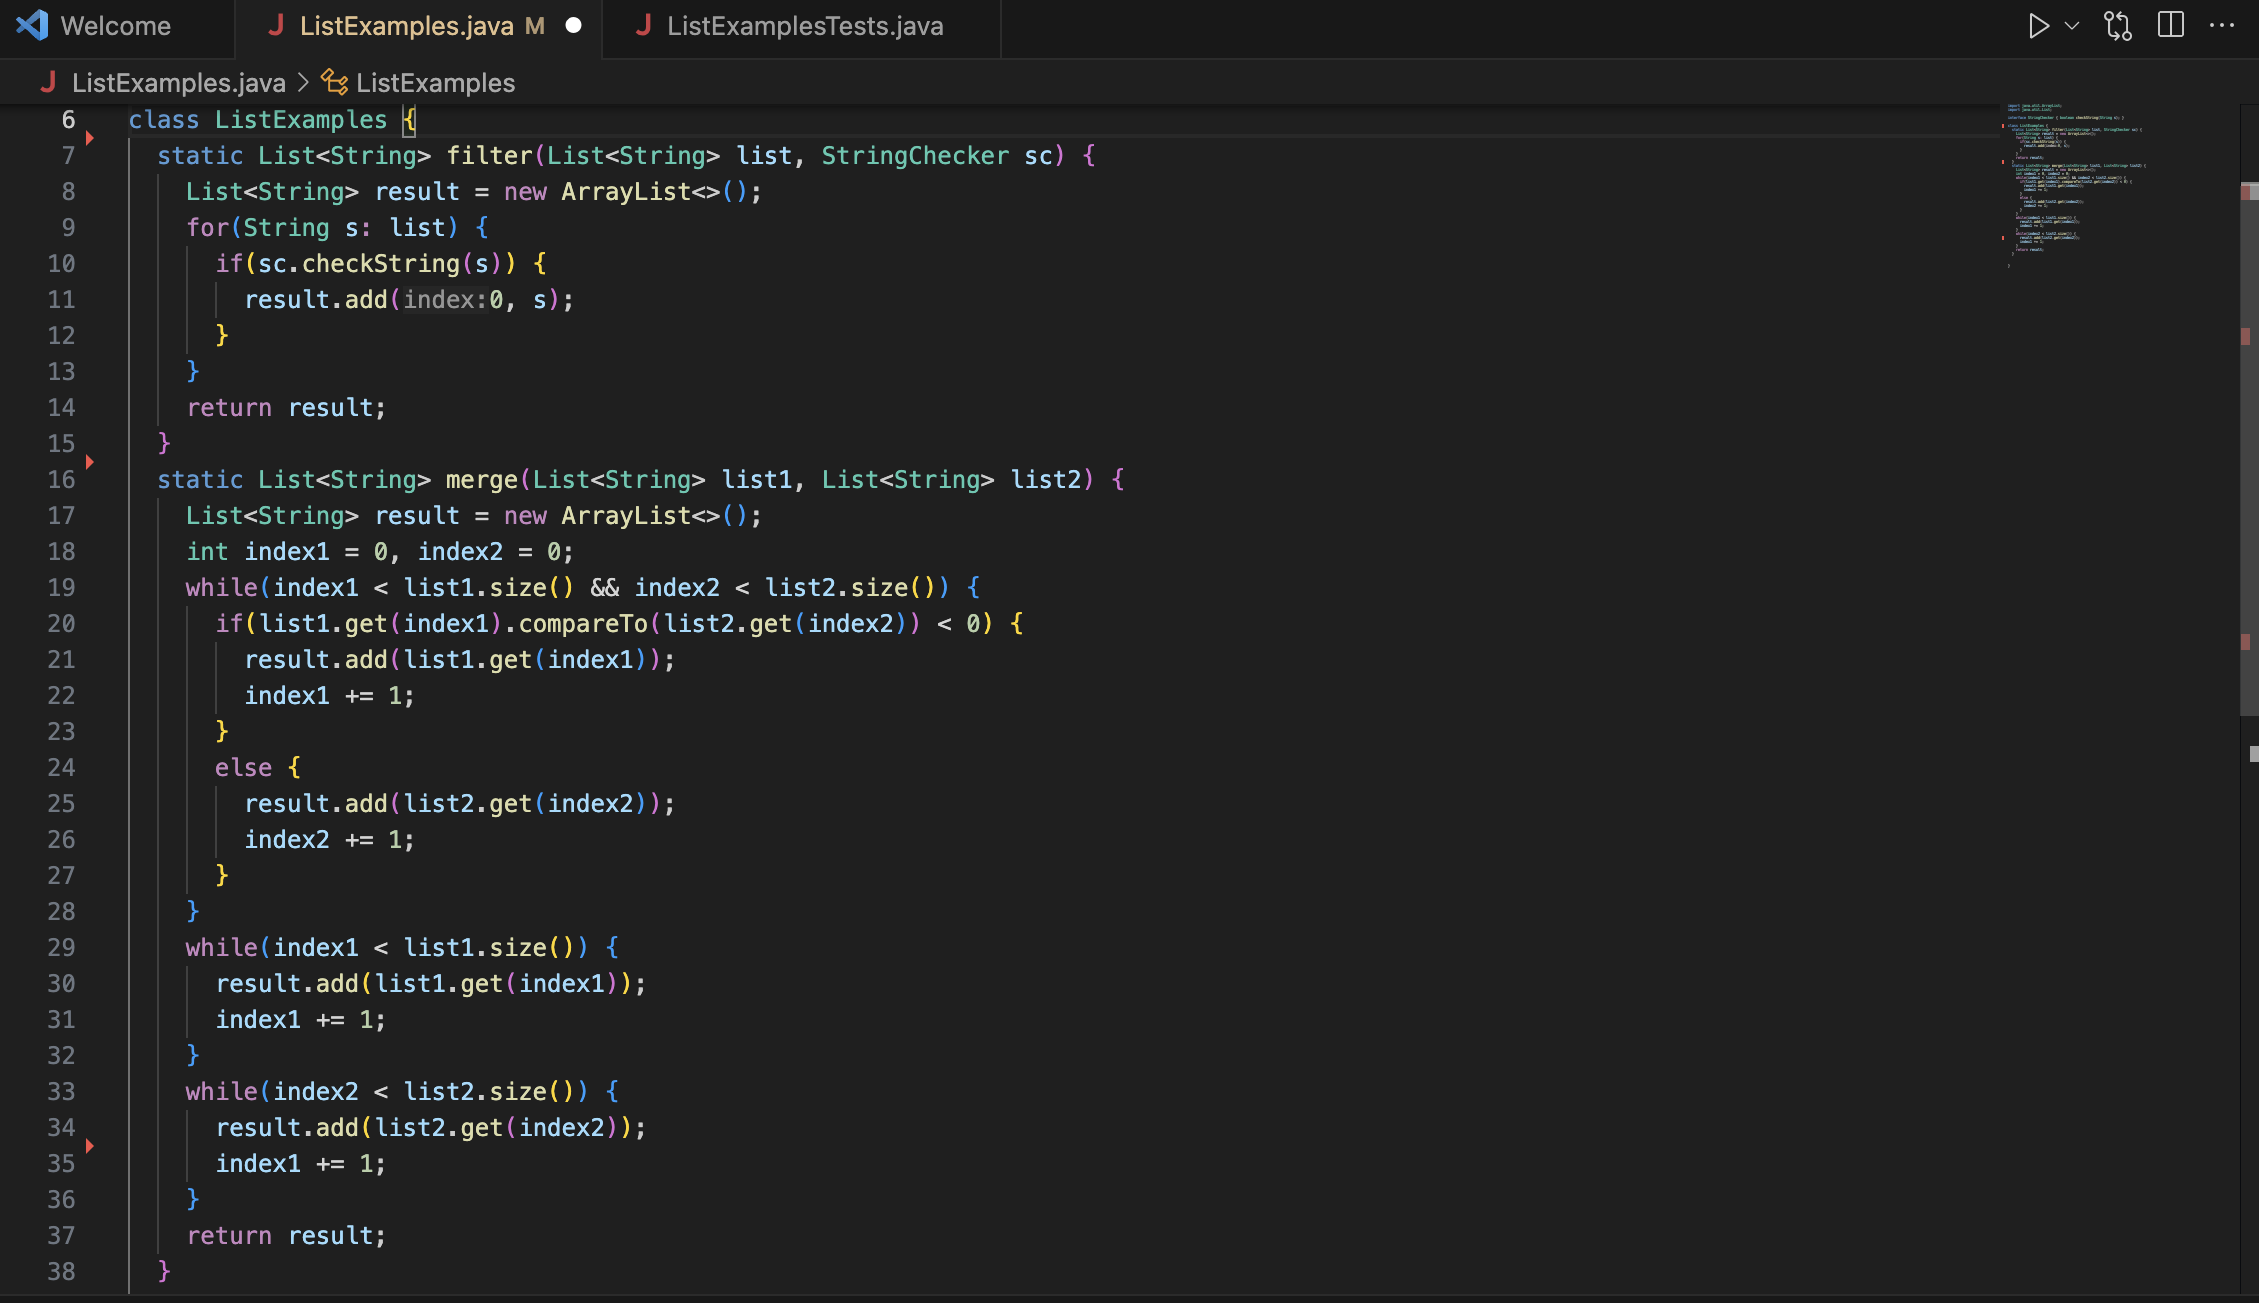 Welcome
ListExamples.java M
ListExamplesTests.java
ListExamples.java > ListExamples
6 class ListExamples {
7 static List<String> filter(List<String> list, StringChecker sc) {
8 List<String> result = new ArrayList<>();
9 for(String s: list) {
10 if(sc.checkString(s)) {
11 result.add(index:0, s);
12 }
13 }
14 return result;
15 }
16 static List<String> merge(List<String> list1, List<String> list2) {
17 List<String> result = new ArrayList<>();
18 int index1 = 0, index2 = 0;
19 while(index1 < list1.size() && index2 < list2.size()) {
20 if(list1.get(index1).compareTo(list2.get(index2)) < 0) {
21 result.add(list1.get(index1));
22 index1 += 1;
23 }
24 else {
25 result.add(list2.get(index2));
26 index2 += 1;
27 }
28 }
29 while(index1 < list1.size()) {
30 result.add(list1.get(index1));
31 index1 += 1;
32 }
33 while(index2 < list2.size()) {
34 result.add(list2.get(index2));
35 index1 += 1;
36 }
37 return result;
38 }